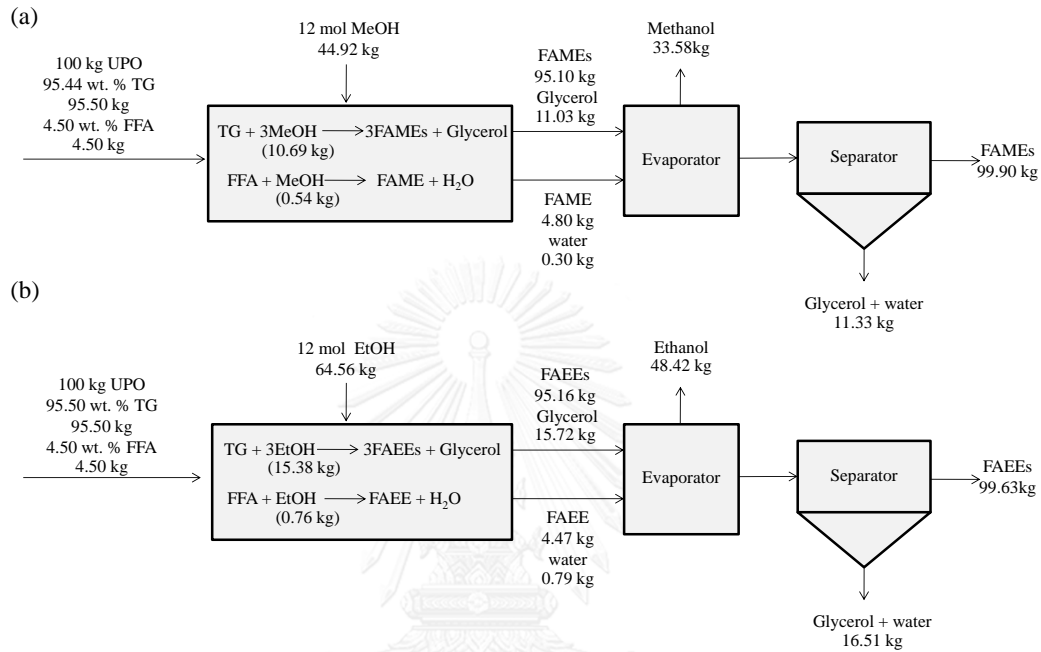 (a)
12 mol MeOH
44.92 kg
100 kg UPO
95.44 wt. % TG
95.50 kg
4.50 wt. % FFA
4.50 kg
TG + 3MeOH ⟶ 3FAMEs + Glycerol
(10.69 kg)
FFA + MeOH ⟶ FAME + H₂O
(0.54 kg)
FAMEs
95.10 kg
Glycerol
11.03 kg
FAME
4.80 kg
water
0.30 kg
Methanol
33.58kg
Evaporator
Separator
FAMEs
99.90 kg
Glycerol + water
11.33 kg
(b)
12 mol EtOH
64.56 kg
100 kg UPO
95.50 wt. % TG
95.50 kg
4.50 wt. % FFA
4.50 kg
TG + 3EtOH ⟶ 3FAEEs + Glycerol
(15.38 kg)
FFA + EtOH ⟶ FAEE + H₂O
(0.76 kg)
FAEEs
95.16 kg
Glycerol
15.72 kg
FAEE
4.47 kg
water
0.79 kg
Ethanol
48.42 kg
Evaporator
Separator
FAEEs
99.63kg
Glycerol + water
16.51 kg